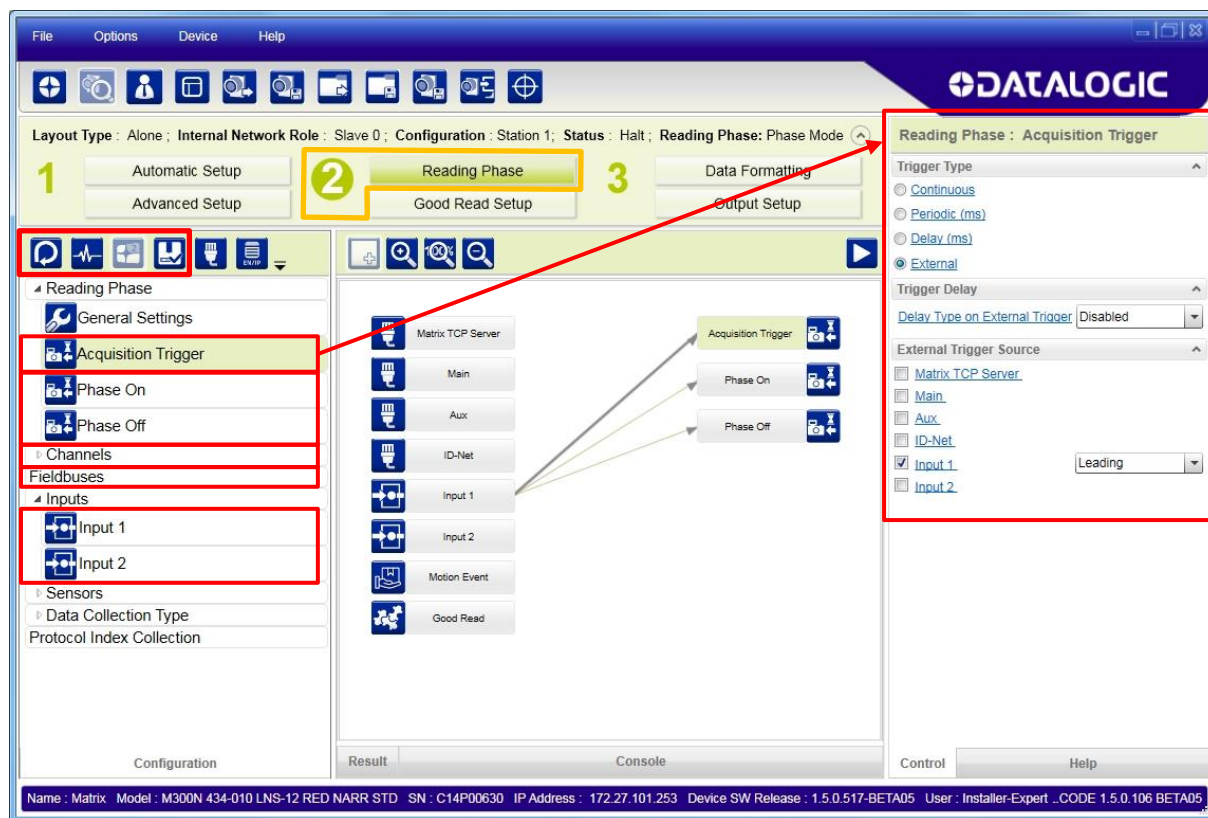 File Options Device Help
DATALOGIC
Layout Type : Alone ; Internal Network Role : Slave 0 ; Configuration : Station 1; Status : Halt ; Reading Phase: Phase Mode
1 Automatic Setup
Advanced Setup
2 Reading Phase
Good Read Setup
3 Data Formatting
Output Setup
EN/IP
Reading Phase
General Settings
Acquisition Trigger
Phase On
Phase Off
Channels
Fieldbuses
Inputs
Input 1
Input 2
Sensors
Data Collection Type
Protocol Index Collection
Configuration
100%
Matrix TCP Server
Main
Aux
ID-Net
Input 1
Input 2
Motion Event
Good Read
Acquisition Trigger
Phase On
Phase Off
Result Console
Reading Phase : Acquisition Trigger
Trigger Type
Continuous
Periodic (ms)
Delay (ms)
External
Trigger Delay
Delay Type on External Trigger Disabled
External Trigger Source
Matrix TCP Server
Main
Aux
ID-Net
Input 1 Leading
Input 2
Control Help
Name : Matrix Model : M300N 434-010 LNS-12 RED NARR STD SN : C14P00630 IP Address : 172.27.101.253 Device SW Release : 1.5.0.517-BETA05 User : Installer-Expert ..CODE 1.5.0.106 BETA05